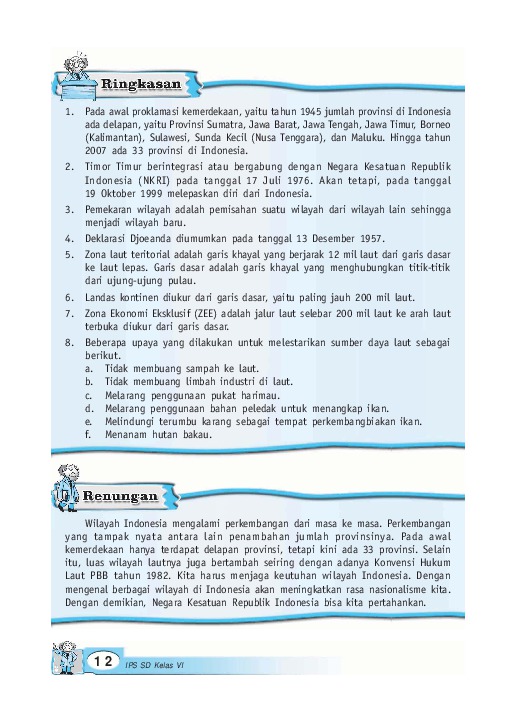 Ringkasan
1. Pada awal proklamasi kemerdekaan, yaitu tahun 1945 jumlah provinsi di Indonesia
ada delapan, yaitu Provinsi Sumatra, Jawa Barat, Jawa Tengah, Jawa Timur, Borneo
(Kalimantan), Sulawesi, Sunda Kecil (Nusa Tenggara), dan Maluku. Hingga tahun
2007 ada 33 provinsi di Indonesia.
2. Timor Timur berintegrasi atau bergabung dengan Negara Kesatuan Republik
Indonesia (NKRI) pada tanggal 17 Juli 1976. Akan tetapi, pada tanggal
19 Oktober 1999 melepaskan diri dari Indonesia.
3. Pemekaran wilayah adalah pemisahan suatu wilayah dari wilayah lain sehingga
menjadi wilayah baru.
4. Deklarasi Djoeanda diumumkan pada tanggal 13 Desember 1957.
5. Zona laut teritorial adalah garis khayal yang berjarak 12 mil laut dari garis dasar
ke laut lepas. Garis dasar adalah garis khayal yang menghubungkan titik-titik
dari ujung-ujung pulau.
6. Landas kontinen diukur dari garis dasar, yaitu paling jauh 200 mil laut.
7. Zona Ekonomi Eksklusif (ZEE) adalah jalur laut selebar 200 mil laut ke arah laut
terbuka diukur dari garis dasar.
8. Beberapa upaya yang dilakukan untuk melestarikan sumber daya laut sebagai
berikut.
a. Tidak membuang sampah ke laut.
b. Tidak membuang limbah industri di laut.
c. Melarang penggunaan pukat harimau.
d. Melarang penggunaan bahan peledak untuk menangkap ikan.
e. Melindungi terumbu karang sebagai tempat perkembangbiakan ikan.
f. Menanam hutan bakau.
Renungan
Wilayah Indonesia mengalami perkembangan dari masa ke masa. Perkembangan
yang tampak nyata antara lain penambahan jumlah provinsinya. Pada awal
kemerdekaan hanya terdapat delapan provinsi, tetapi kini ada 33 provinsi. Selain
itu, luas wilayah lautnya juga bertambah seiring dengan adanya Konvensi Hukum
Laut PBB tahun 1982. Kita harus menjaga keutuhan wilayah Indonesia. Dengan
mengenal berbagai wilayah di Indonesia akan meningkatkan rasa nasionalisme kita.
Dengan demikian, Negara Kesatuan Republik Indonesia bisa kita pertahankan.
12 IPS SD Kelas VI